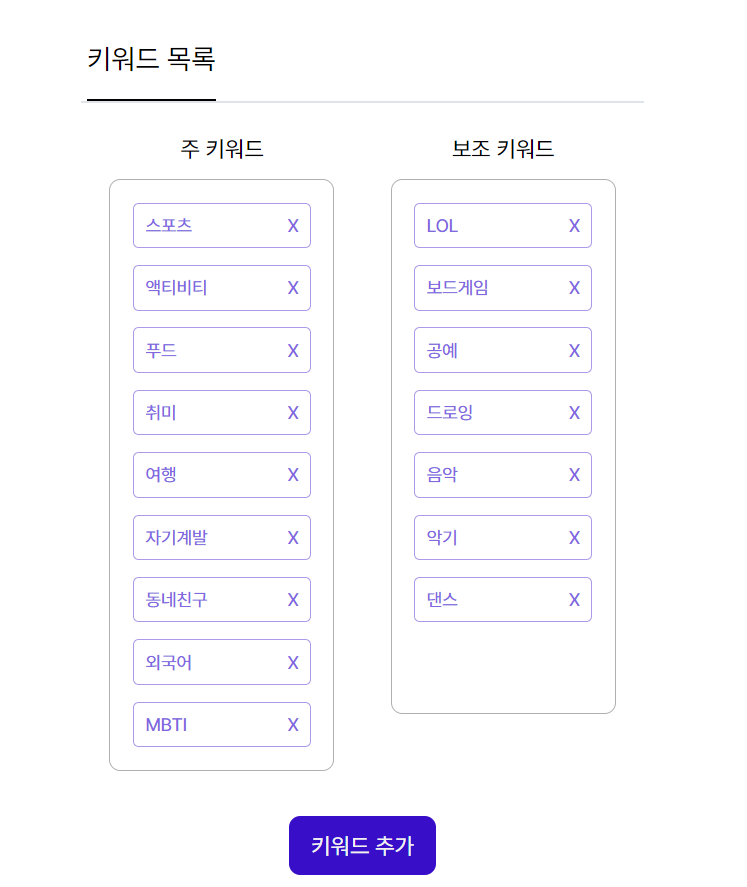 키워드 목록
주 키워드
스포츠 X
액티비티 X
푸드 X
취미 X
여행 X
자기계발 X
동네친구 X
외국어 X
MBTI X
보조 키워드
LOL X
보드게임 X
공예 X
드로잉 X
음악 X
악기 X
댄스 X
키워드 추가